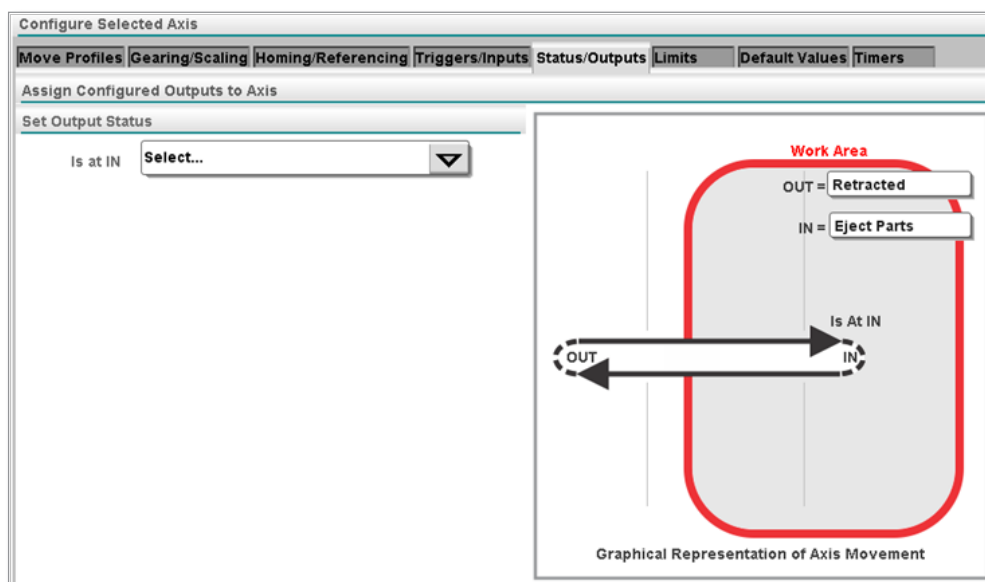 Configure Selected Axis
Move Profiles Gearing/Scaling Homing/Referencing Triggers/Inputs Status/Outputs Limits Default Values Timers
Assign Configured Outputs to Axis
Set Output Status
Is at IN Select...
Work Area
OUT = Retracted
IN = Eject Parts
Is At IN
OUT IN
Graphical Representation of Axis Movement